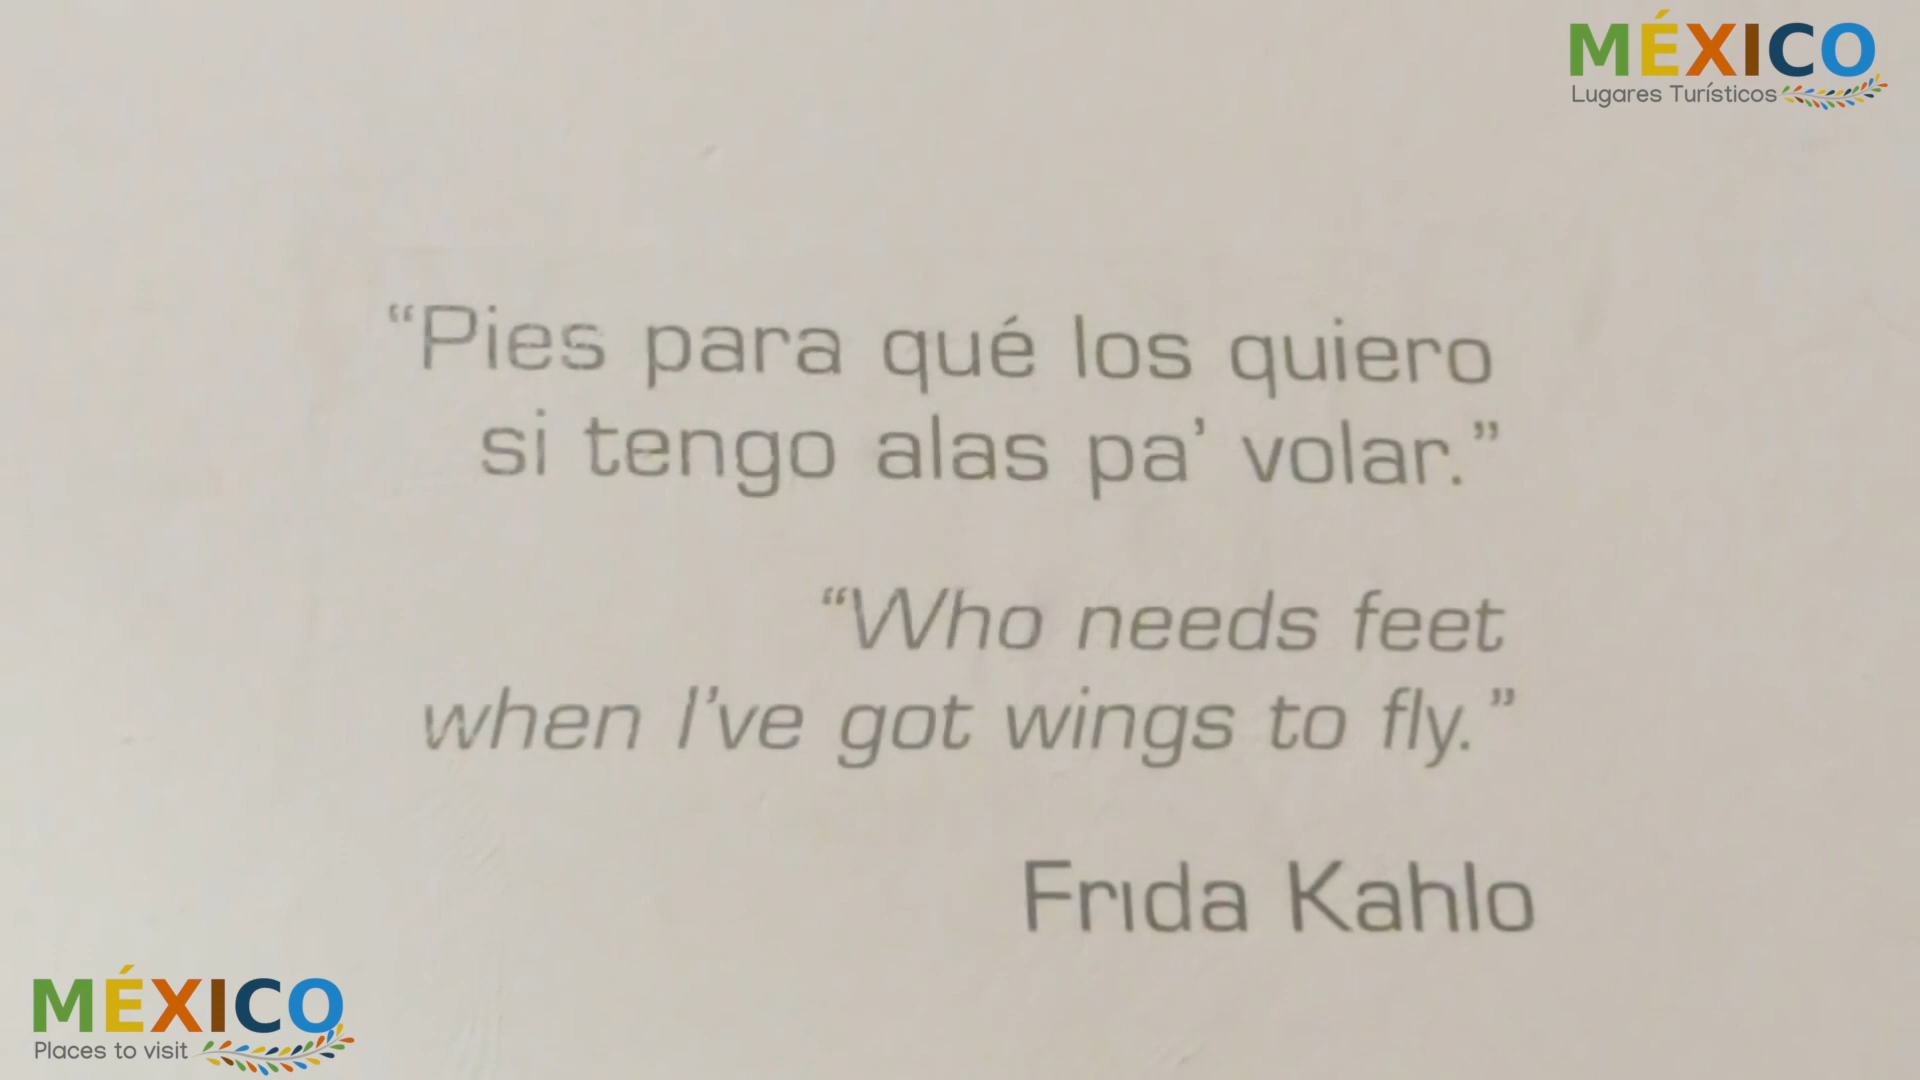 MÉXICO
Lugares Turísticos
“Pies para qué los quiero
si tengo alas pa’ volar.”
“Who needs feet
when I’ve got wings to fly.”
Frida Kahlo
MÉXICO
Places to visit